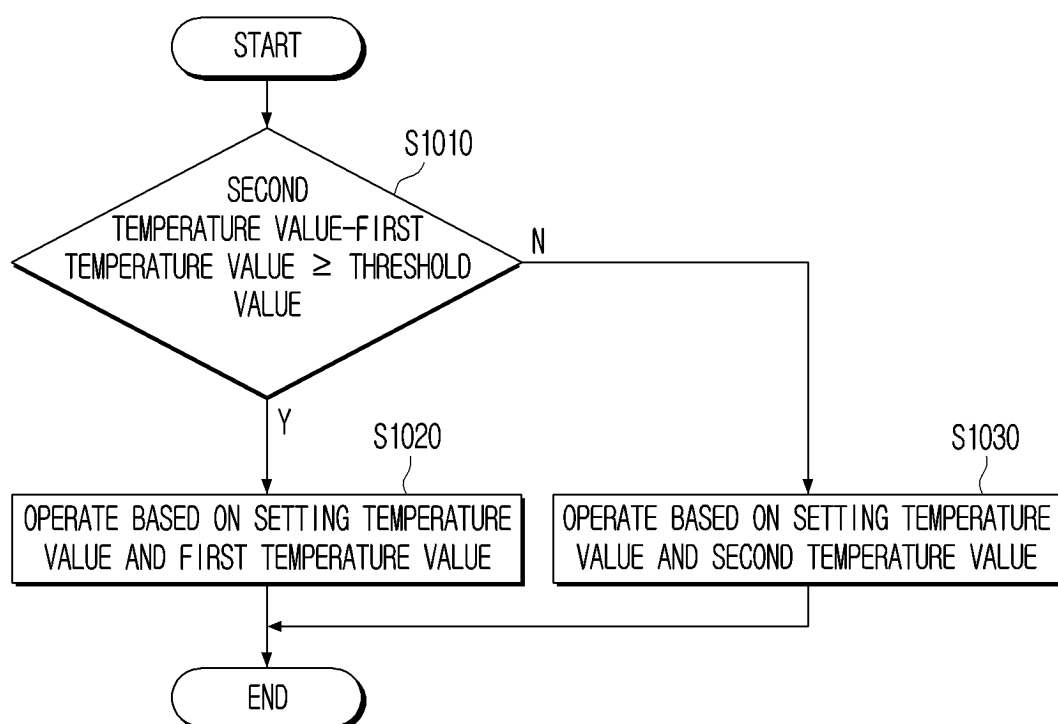 START
S1010
SECOND
TEMPERATURE VALUE-FIRST
TEMPERATURE VALUE ≥ THRESHOLD
VALUE
N
Y
S1020
OPERATE BASED ON SETTING TEMPERATURE
VALUE AND FIRST TEMPERATURE VALUE
S1030
OPERATE BASED ON SETTING TEMPERATURE
VALUE AND SECOND TEMPERATURE VALUE
END